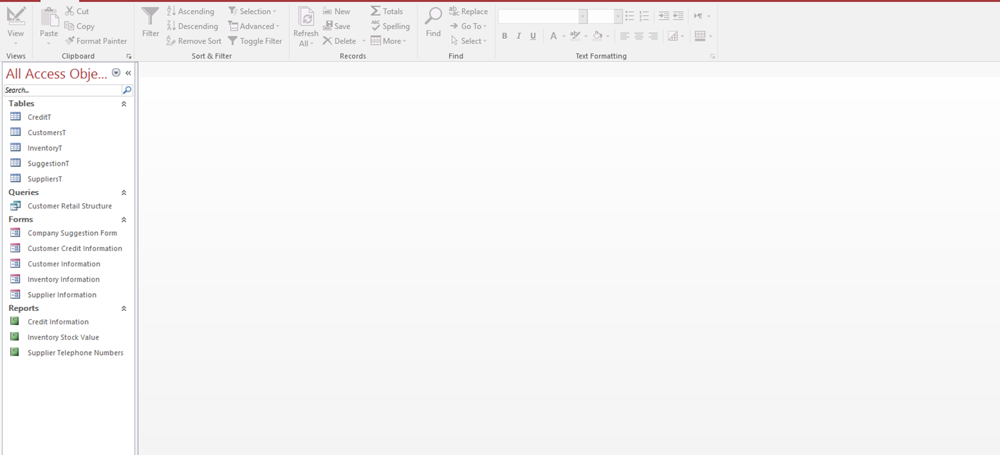 Cut Ascending Selection New Totals Replace
Copy Descending Advanced Save Spelling Go To
View Paste Format Painter Filter Remove Sort Toggle Filter Refresh All Delete More Find Select B I U A
Views Clipboard Sort & Filter Records Find Text Formatting
All Access Obje...
Search...
Tables
CreditT
CustomersT
InventoryT
SuggestionT
SuppliersT
Queries
Customer Retail Structure
Forms
Company Suggestion Form
Customer Credit Information
Customer Information
Inventory Information
Supplier Information
Reports
Credit Information
Inventory Stock Value
Supplier Telephone Numbers